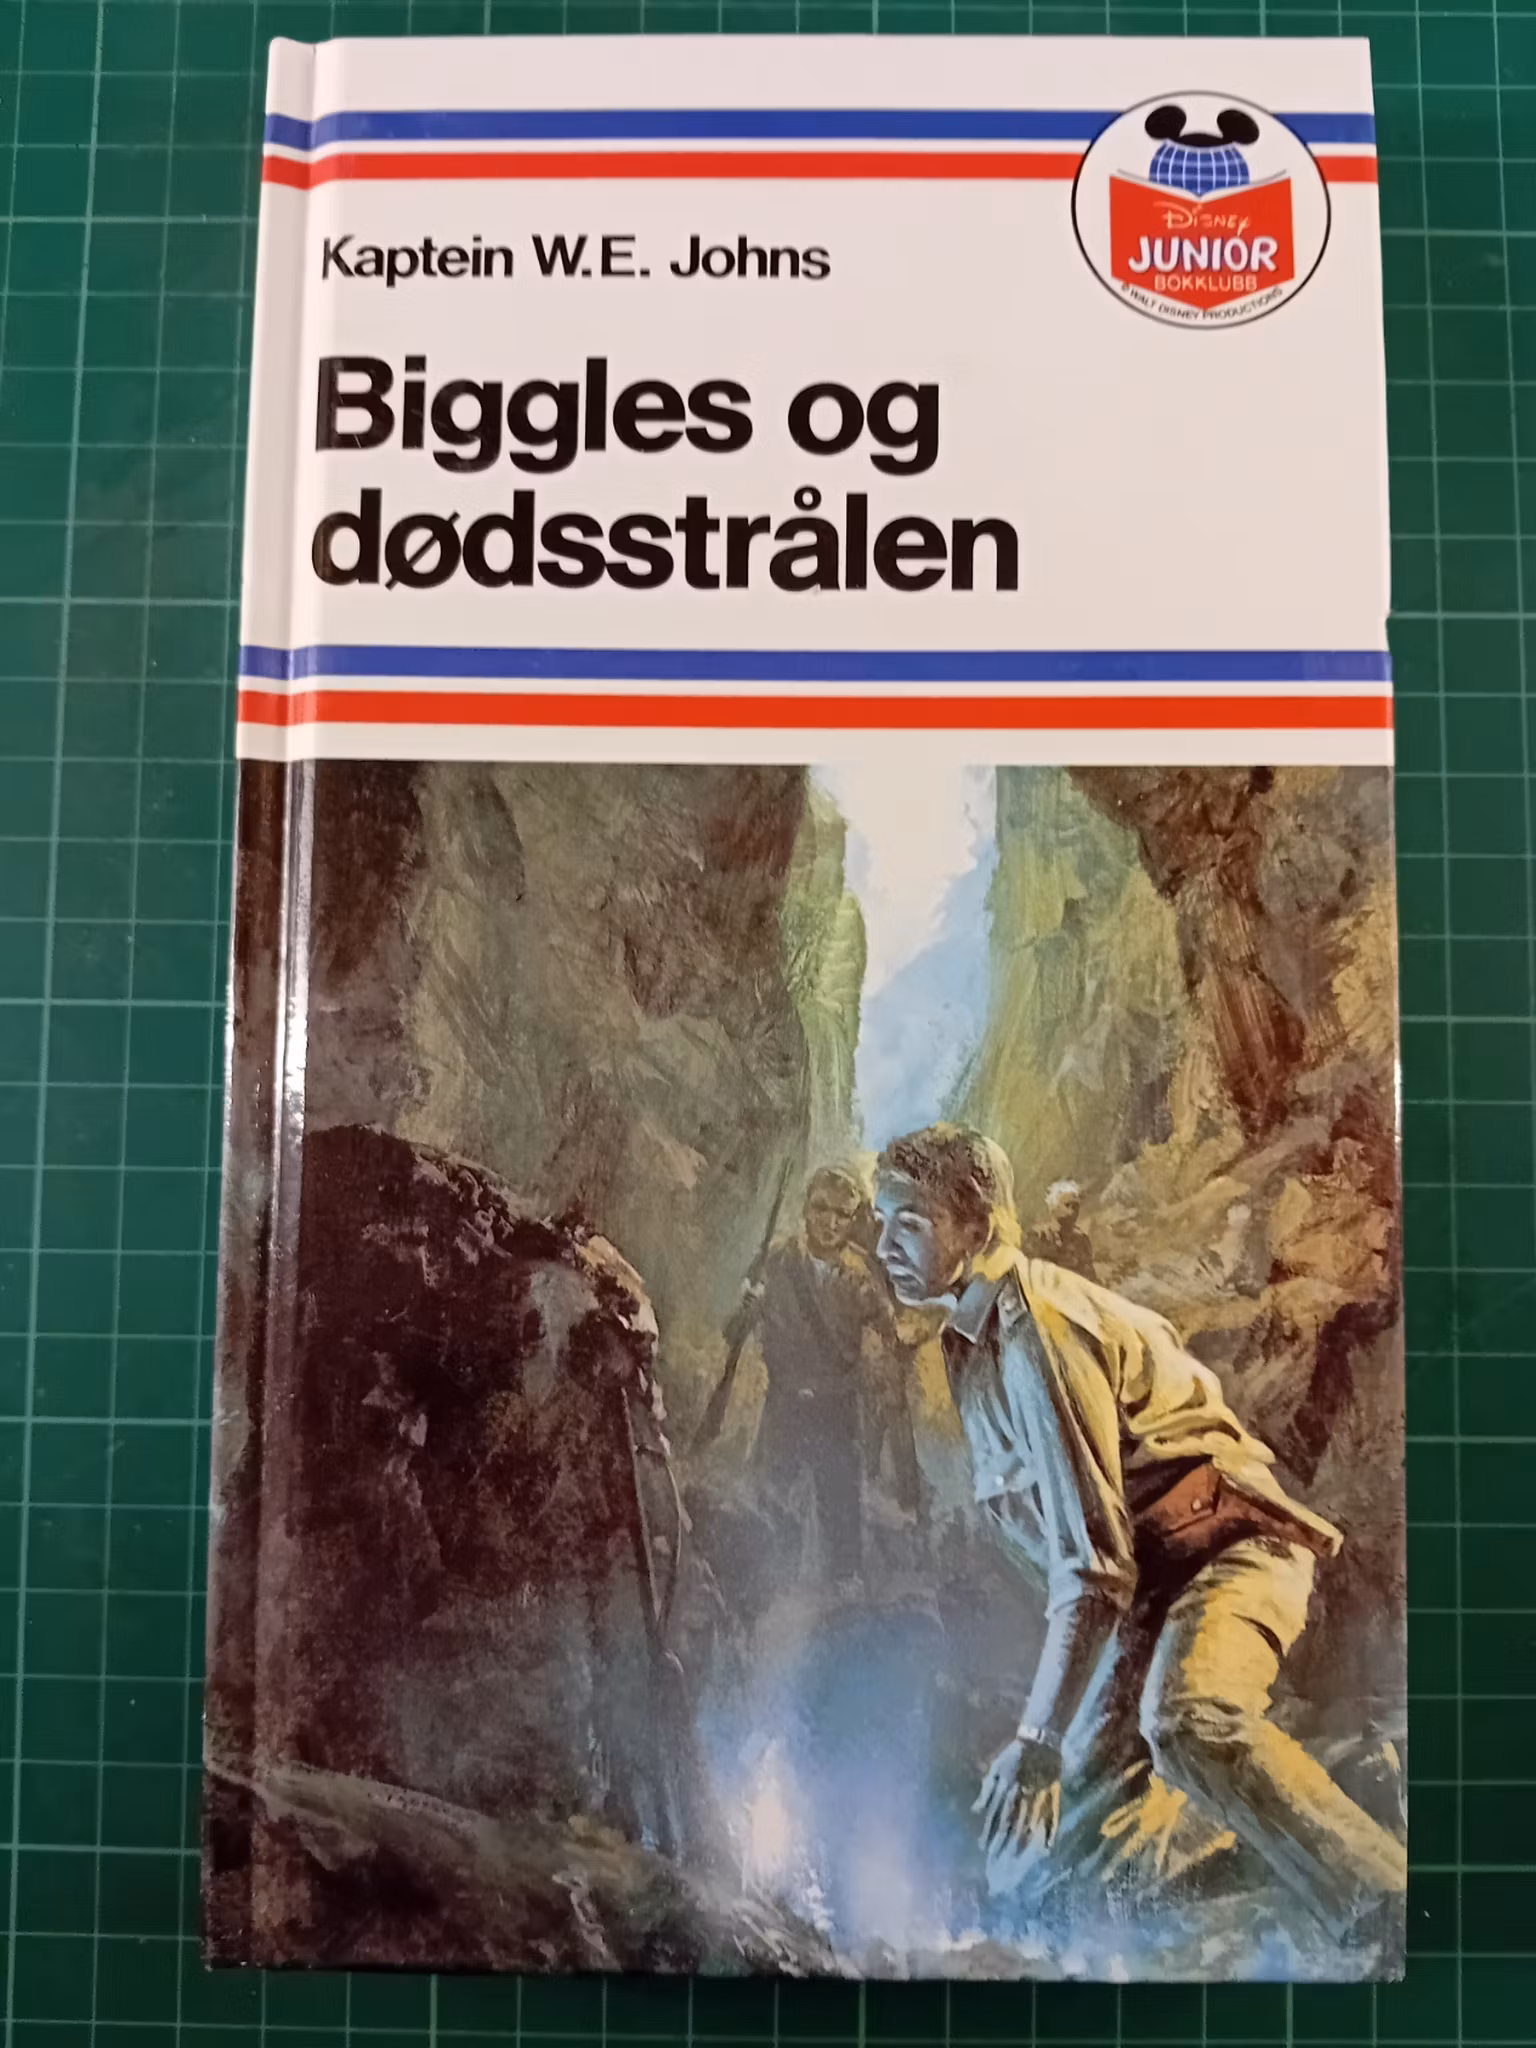 Kaptein W.E. Johns
Disney
JUNIOR
BOKKLUBB
© WALT DISNEY PRODUCTIONS
Biggles og
dødsstrålen